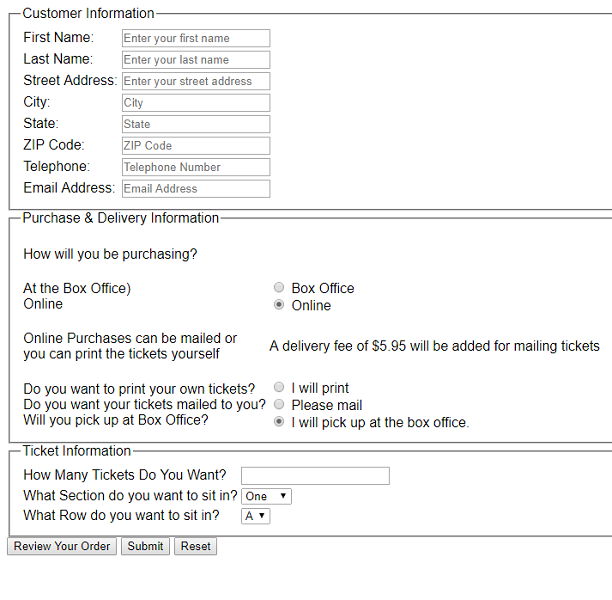 Customer Information
First Name: Enter your first name
Last Name: Enter your last name
Street Address: Enter your street address
City: City
State: State
ZIP Code: ZIP Code
Telephone: Telephone Number
Email Address: Email Address
Purchase & Delivery Information
How will you be purchasing?
At the Box Office) Box Office
Online Online
Online Purchases can be mailed or
you can print the tickets yourself
A delivery fee of $5.95 will be added for mailing tickets
Do you want to print your own tickets? I will print
Do you want your tickets mailed to you? Please mail
Will you pick up at Box Office? I will pick up at the box office.
Ticket Information
How Many Tickets Do You Want?
What Section do you want to sit in? One
What Row do you want to sit in? A
Review Your Order Submit Reset